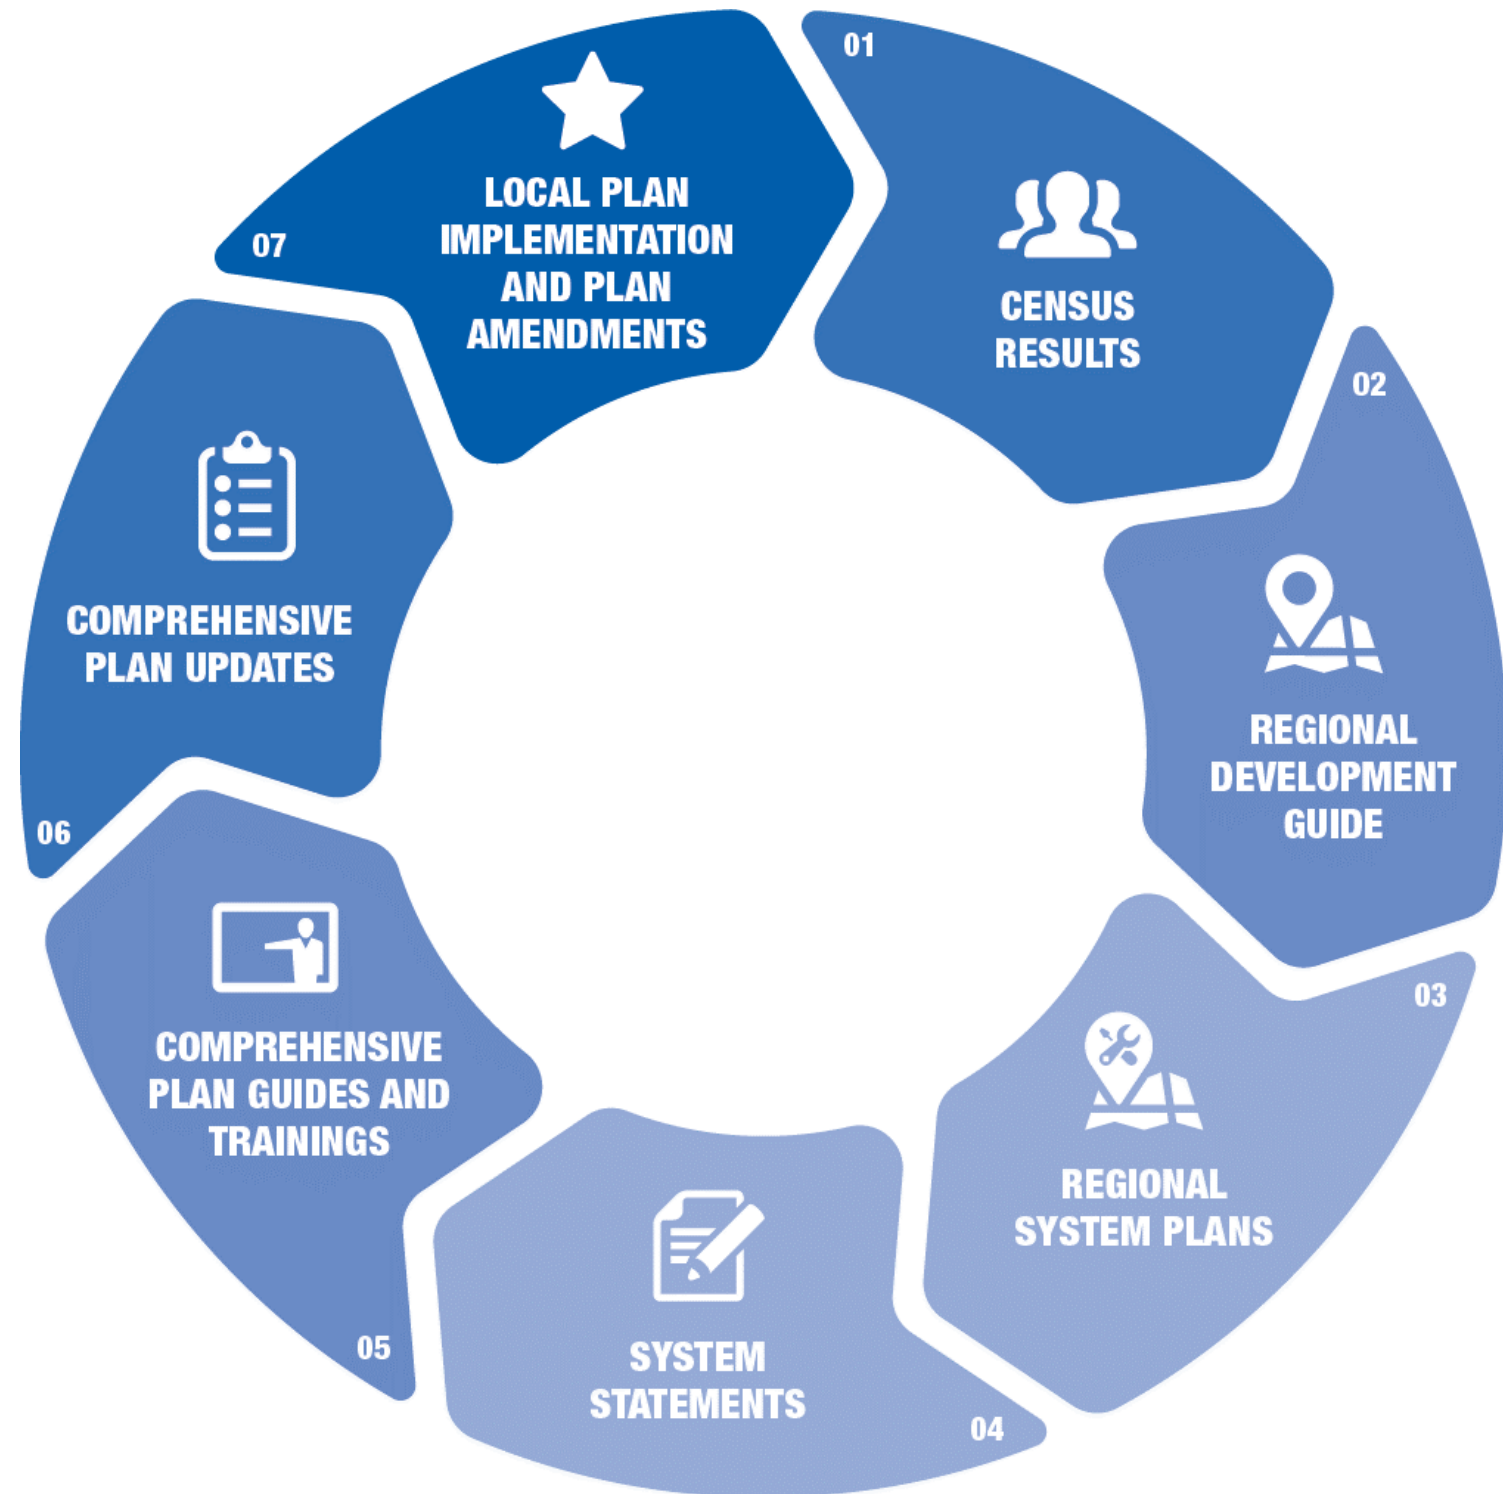 01
CENSUS
RESULTS
02
REGIONAL
DEVELOPMENT
GUIDE
03
REGIONAL
SYSTEM PLANS
04
SYSTEM
STATEMENTS
05
COMPREHENSIVE
PLAN GUIDES AND
TRAININGS
06
COMPREHENSIVE
PLAN UPDATES
07
LOCAL PLAN
IMPLEMENTATION
AND PLAN
AMENDMENTS